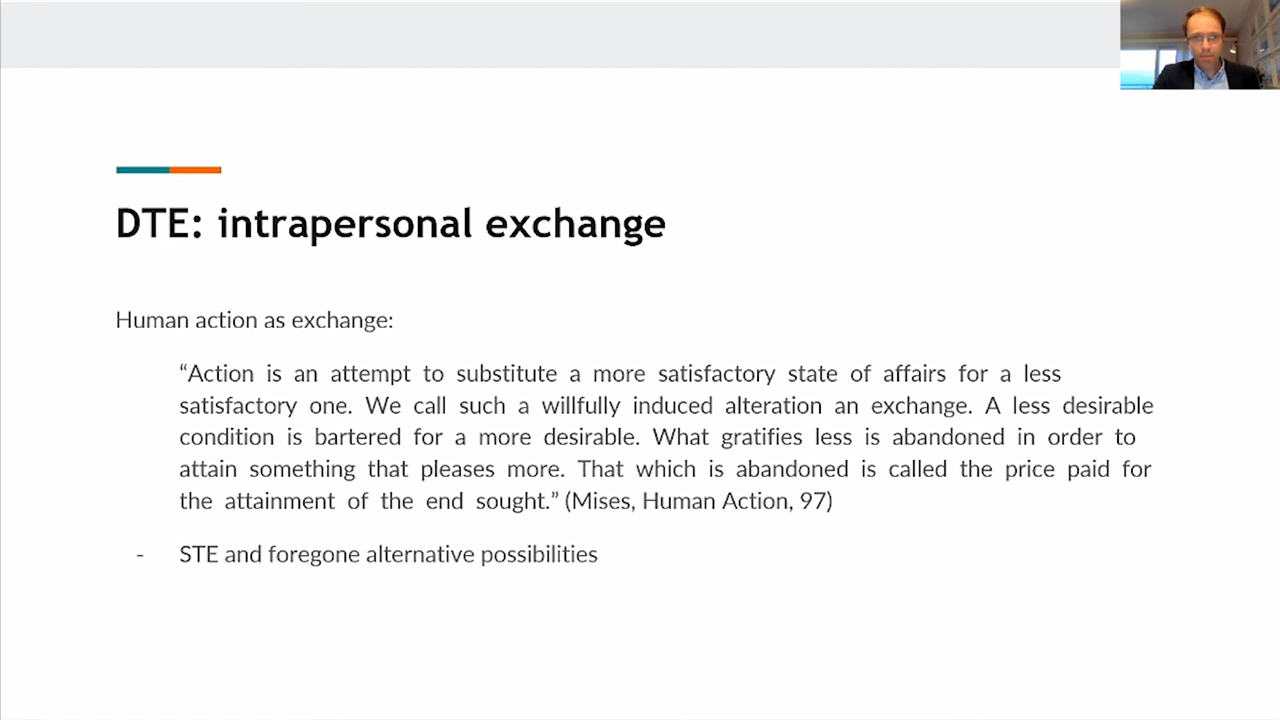 DTE: intrapersonal exchange
Human action as exchange:
“Action is an attempt to substitute a more satisfactory state of affairs for a less
satisfactory one. We call such a willfully induced alteration an exchange. A less desirable
condition is bartered for a more desirable. What gratifies less is abandoned in order to
attain something that pleases more. That which is abandoned is called the price paid for
the attainment of the end sought.” (Mises, Human Action, 97)
- STE and foregone alternative possibilities